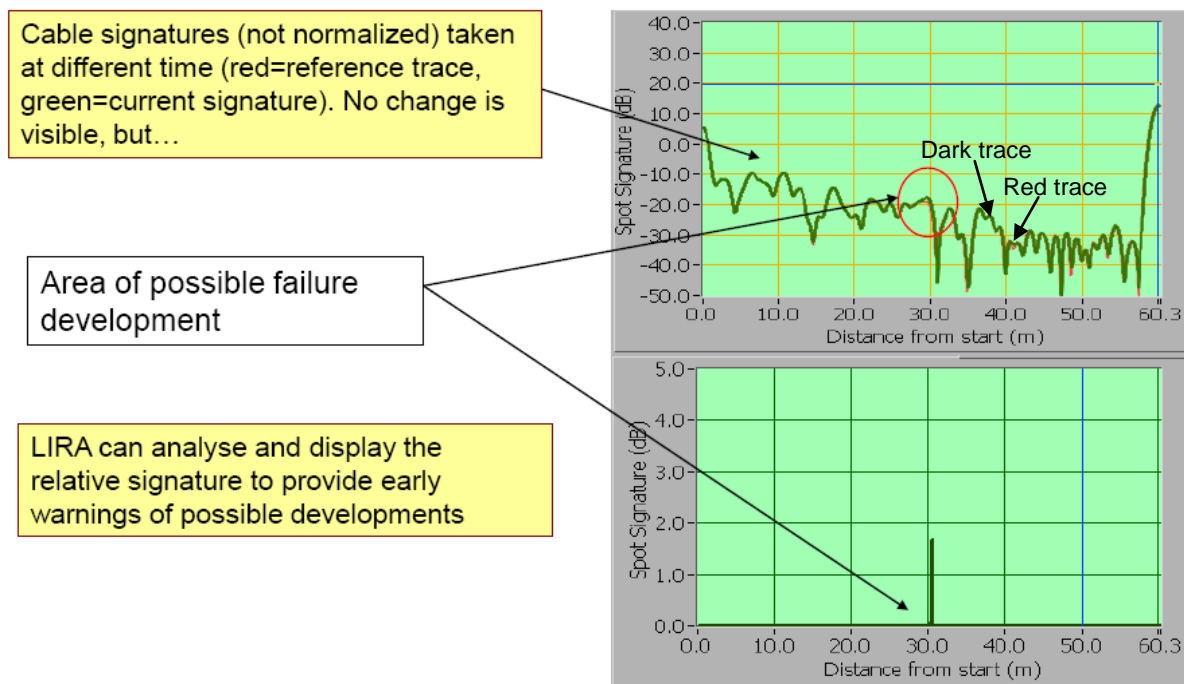 Cable signatures (not normalized) taken
at different time (red=reference trace,
green=current signature). No change is
visible, but…
Area of possible failure
development
LIRA can analyse and display the
relative signature to provide early
warnings of possible developments
Spot Signature (dB)
40.0
30.0
20.0
10.0
0.0
-10.0
-20.0
-30.0
-40.0
-50.0
Dark trace
Red trace
0.0 10.0 20.0 30.0 40.0 50.0 60.3
Distance from start (m)
Spot Signature (dB)
5.0
4.0
3.0
2.0
1.0
0.0
0.0 10.0 20.0 30.0 40.0 50.0 60.3
Distance from start (m)